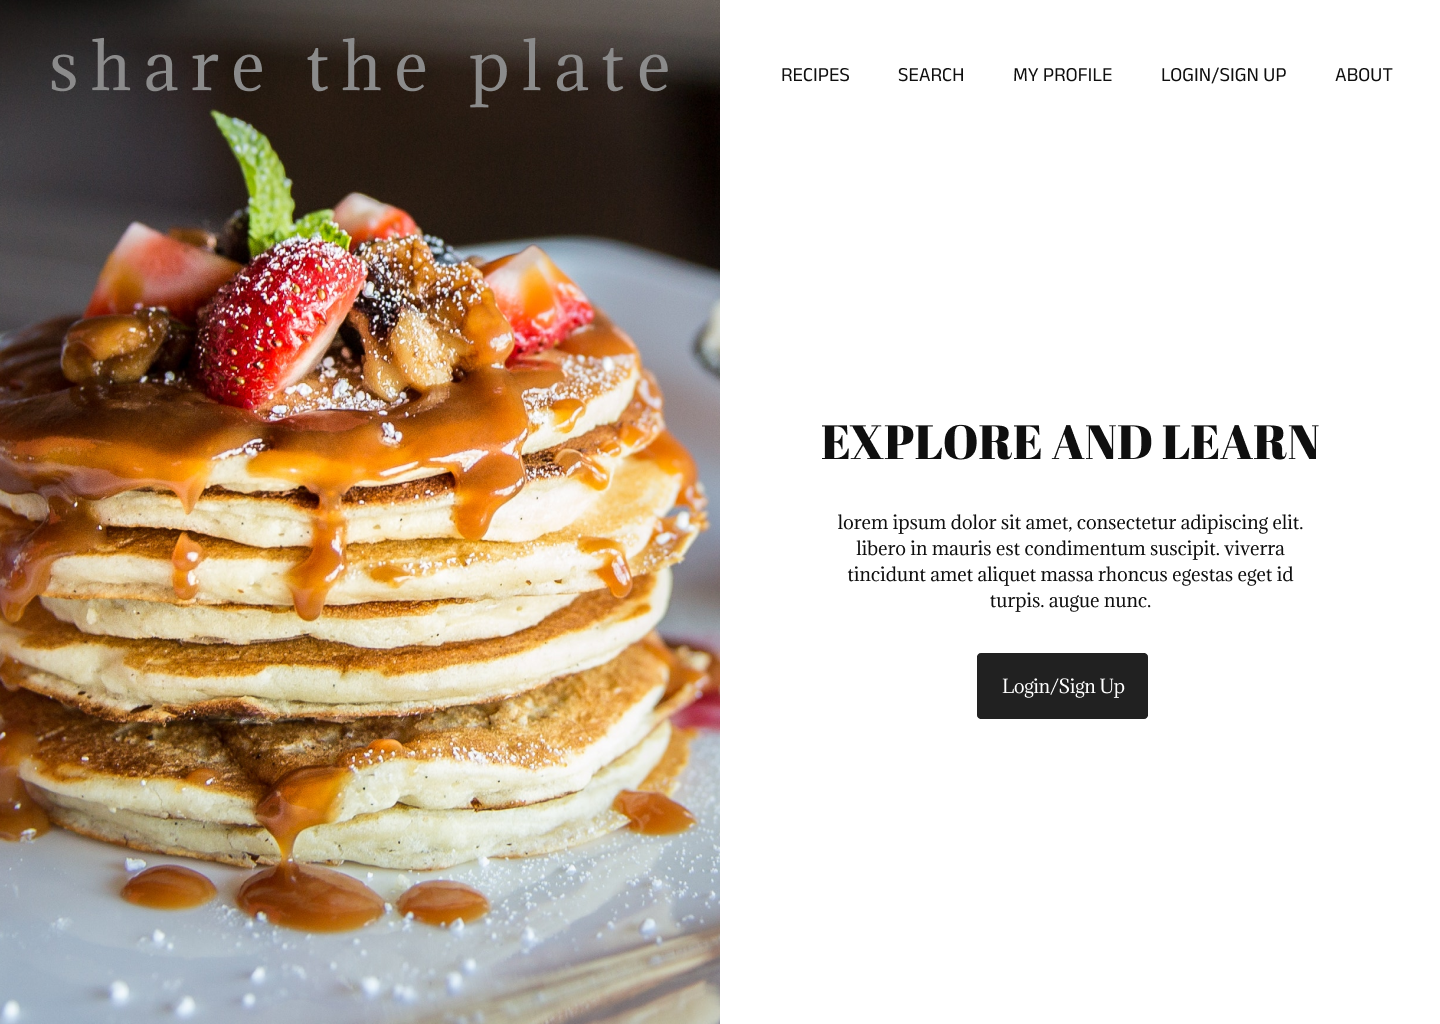 share the plate
RECIPES SEARCH MY PROFILE LOGIN/SIGN UP ABOUT
EXPLORE AND LEARN
lorem ipsum dolor sit amet, consectetur adipiscing elit.
libero in mauris est condimentum suscipit. viverra
tincidunt amet aliquet massa rhoncus egestas eget id
turpis. augue nunc.
Login/Sign Up